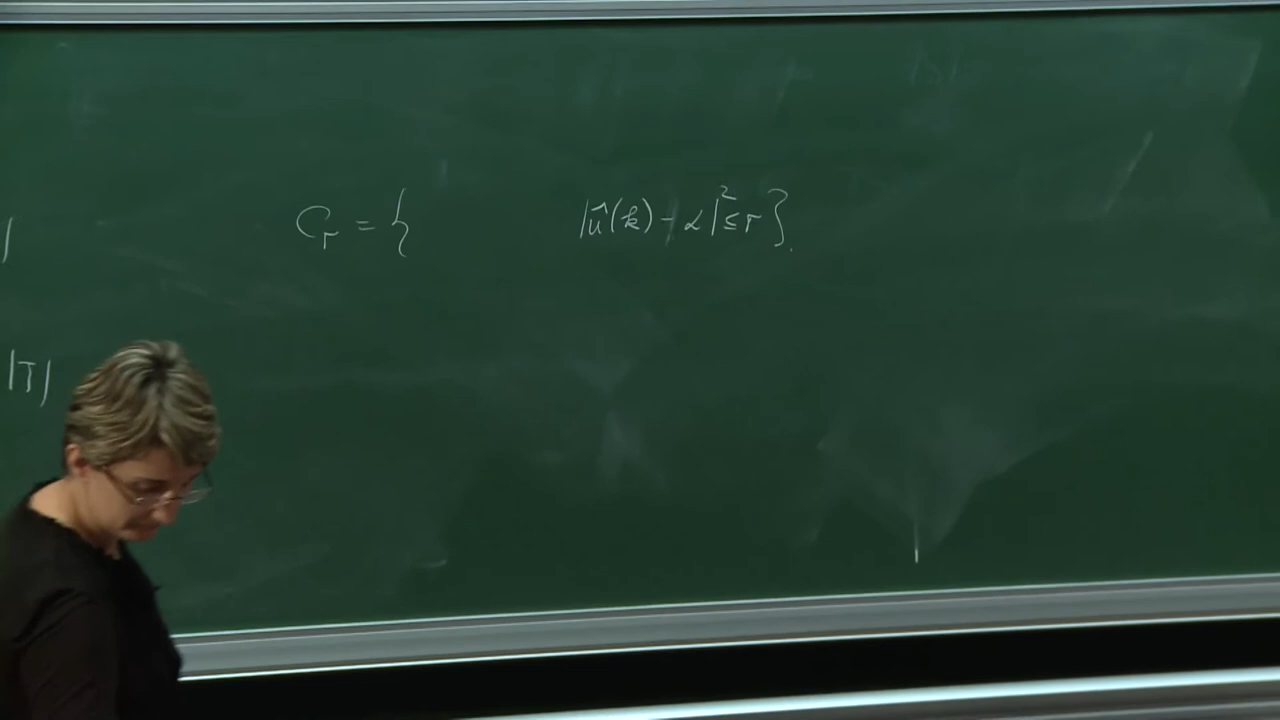 C_r = {          |û(k) - α|² ≤ r }.
|T|